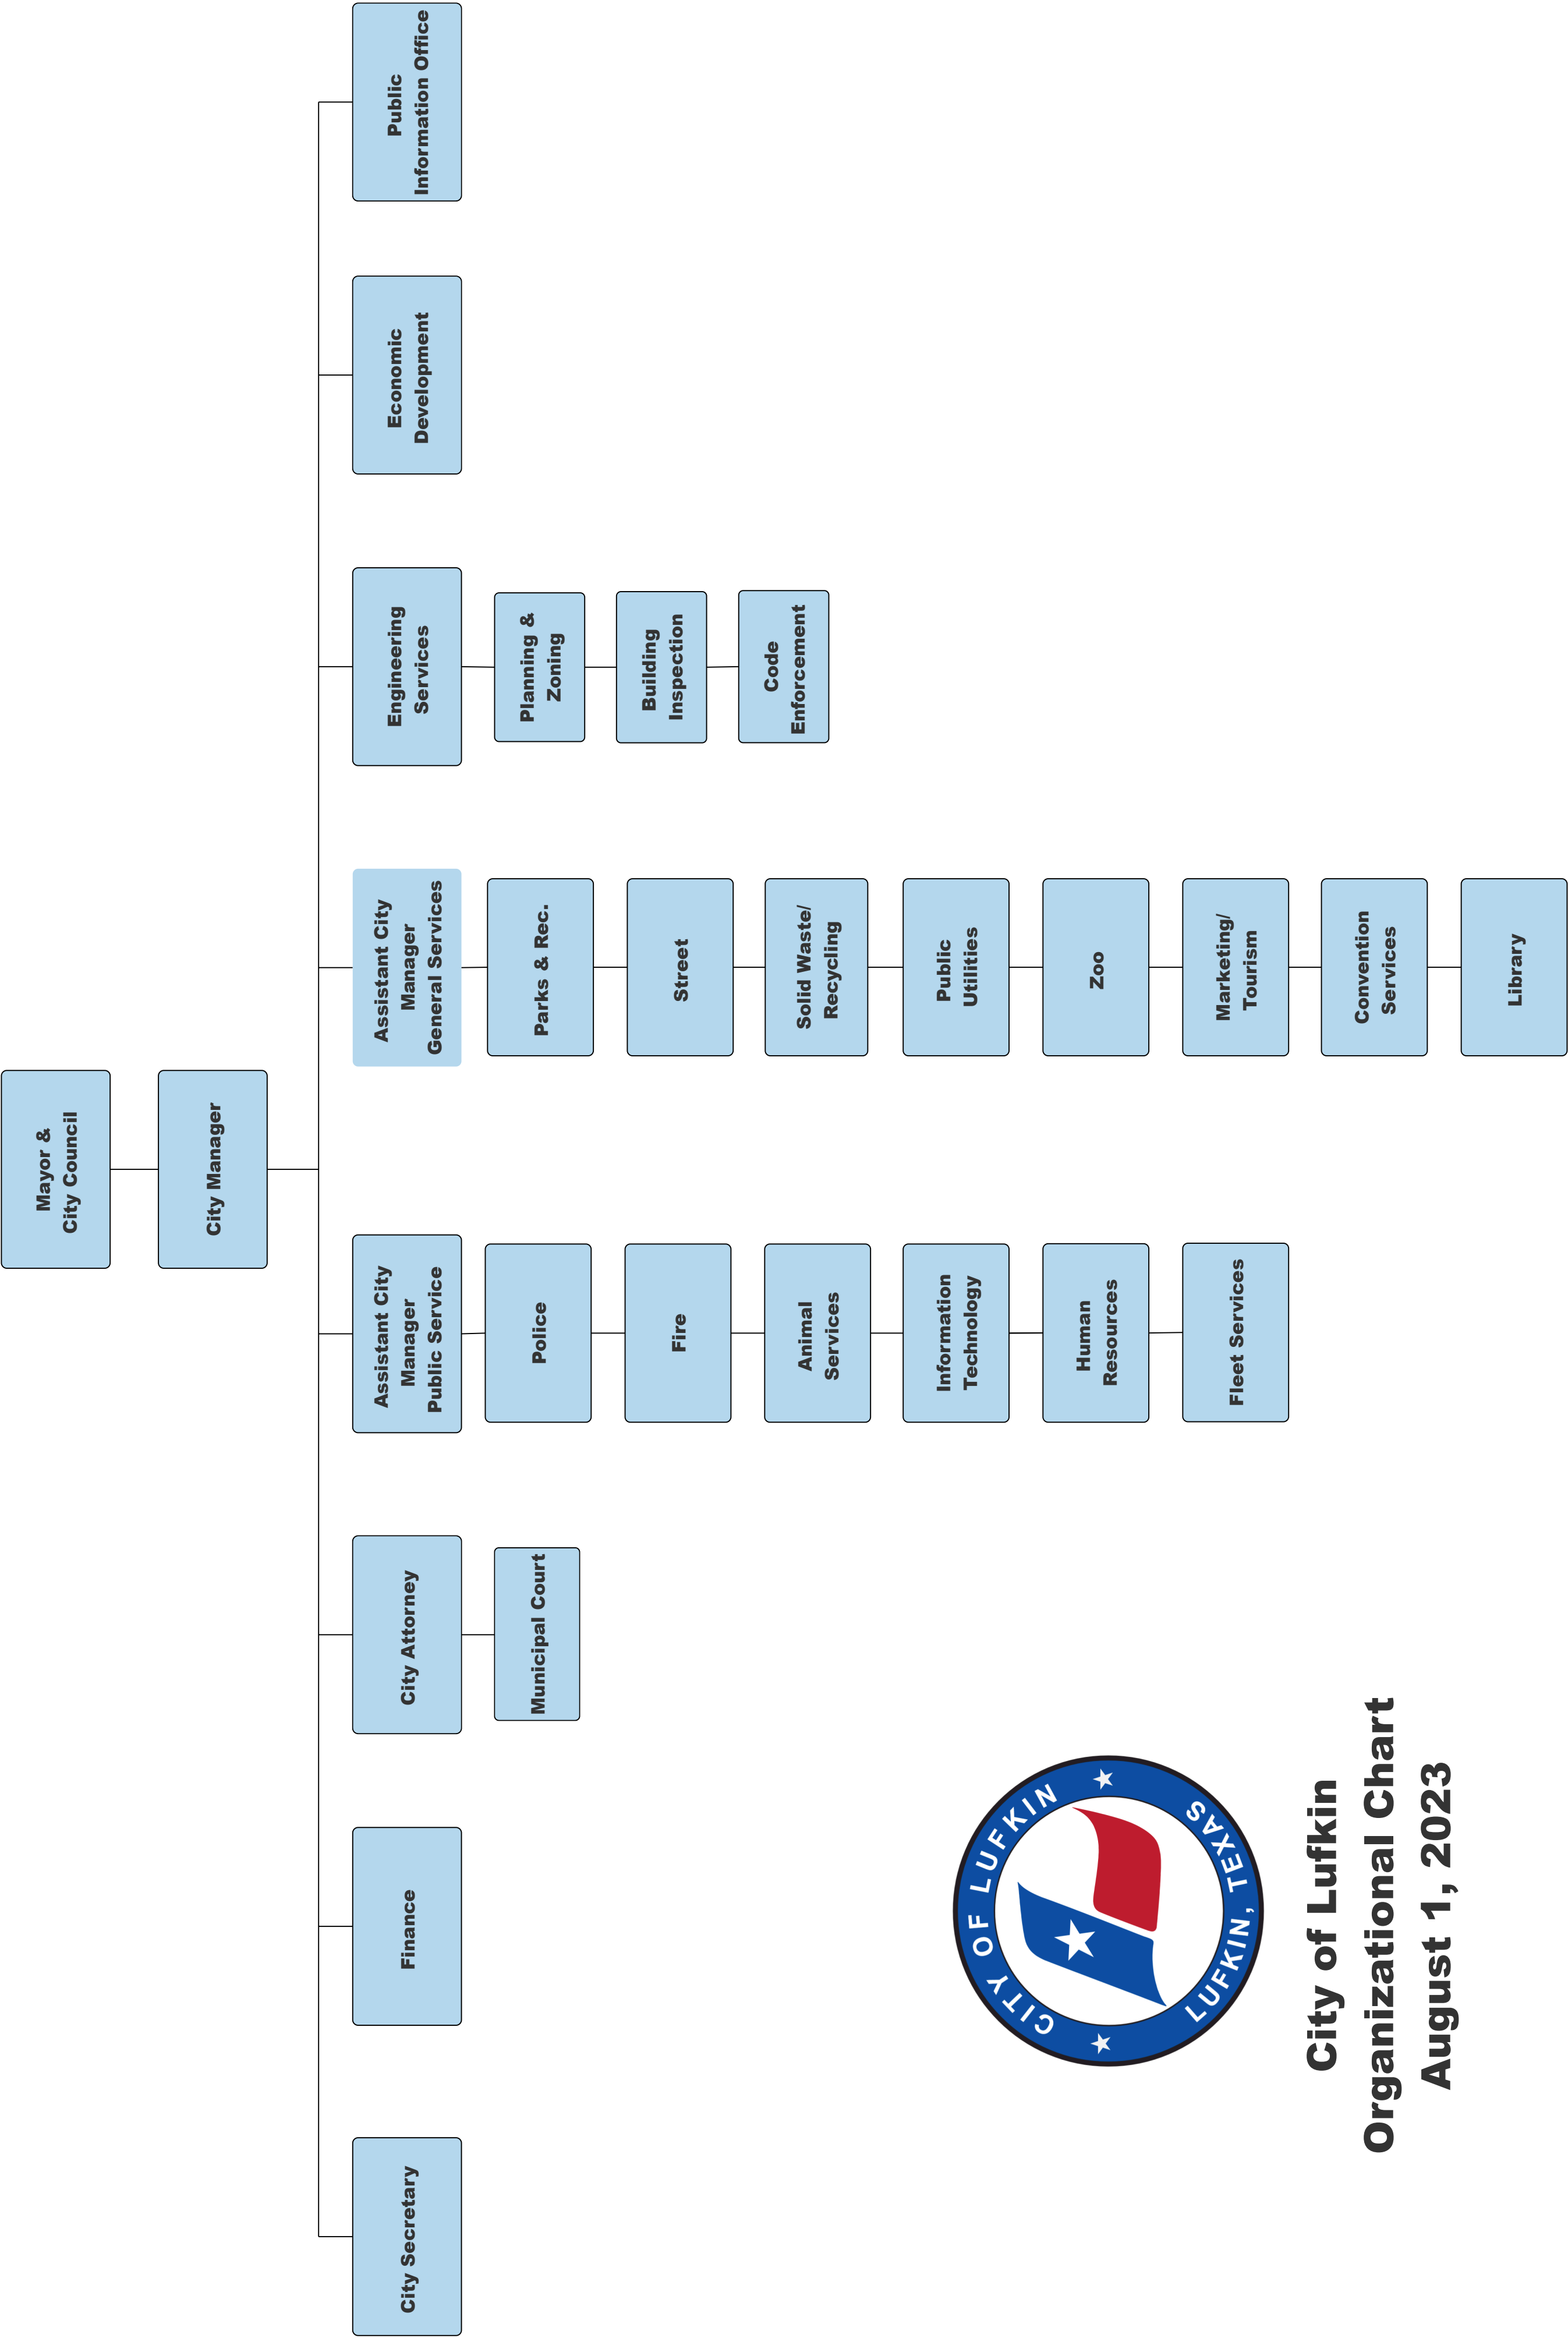 Mayor &
City Council
City Manager
City Secretary
Finance
City Attorney
Municipal Court
Assistant City
Manager
Public Service
Police
Fire
Animal
Services
Information
Technology
Human
Resources
Fleet Services
Assistant City
Manager
General Services
Parks & Rec.
Street
Solid Waste/
Recycling
Public
Utilities
Zoo
Marketing/
Tourism
Convention
Services
Library
Engineering
Services
Planning &
Zoning
Building
Inspection
Code
Enforcement
Economic
Development
Public
Information Office
CITY OF LUFKIN
LUFKIN, TEXAS
City of Lufkin
Organizational Chart
August 1, 2023